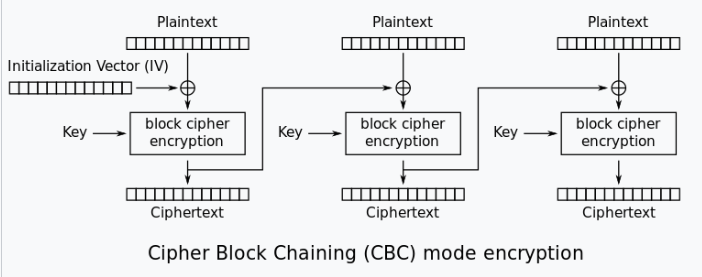 Plaintext
Plaintext
Plaintext
Initialization Vector (IV)
Key
block cipher
encryption
Key
block cipher
encryption
Key
block cipher
encryption
Ciphertext
Ciphertext
Ciphertext
Cipher Block Chaining (CBC) mode encryption